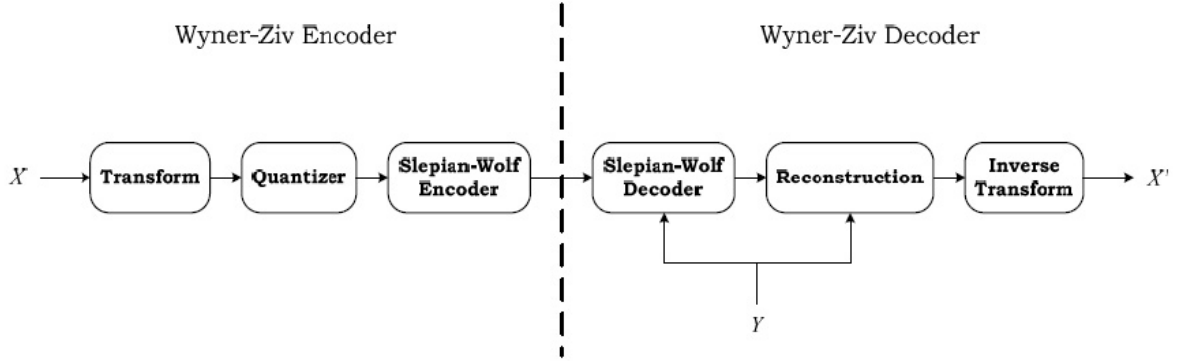 Wyner-Ziv Encoder
Wyner-Ziv Decoder
X
Transform
Quantizer
Slepian-Wolf
Encoder
Slepian-Wolf
Decoder
Reconstruction
Inverse
Transform
X'
Y